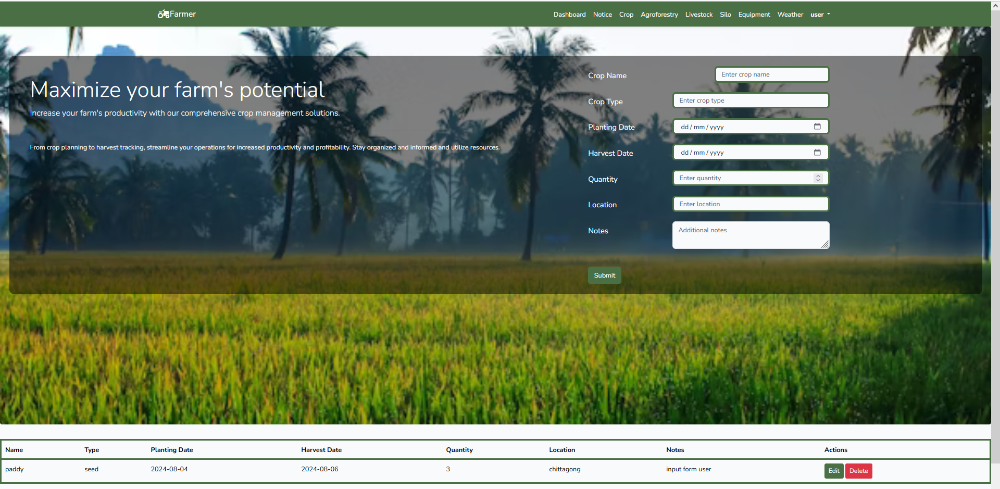 Farmer
Dashboard Notice Crop Agroforestry Livestock Silo Equipment Weather user
Maximize your farm's potential
Increase your farm's productivity with our comprehensive crop management solutions.
From crop planning to harvest tracking, streamline your operations for increased productivity and profitability. Stay organized and informed and utilize resources.
Crop Name Enter crop name
Crop Type Enter crop type
Planting Date dd / mm / yyyy
Harvest Date dd / mm / yyyy
Quantity Enter quantity
Location Enter location
Notes Additional notes
Submit
Name Type Planting Date Harvest Date Quantity Location Notes Actions
paddy seed 2024-08-04 2024-08-06 3 chittagong input form user Edit Delete